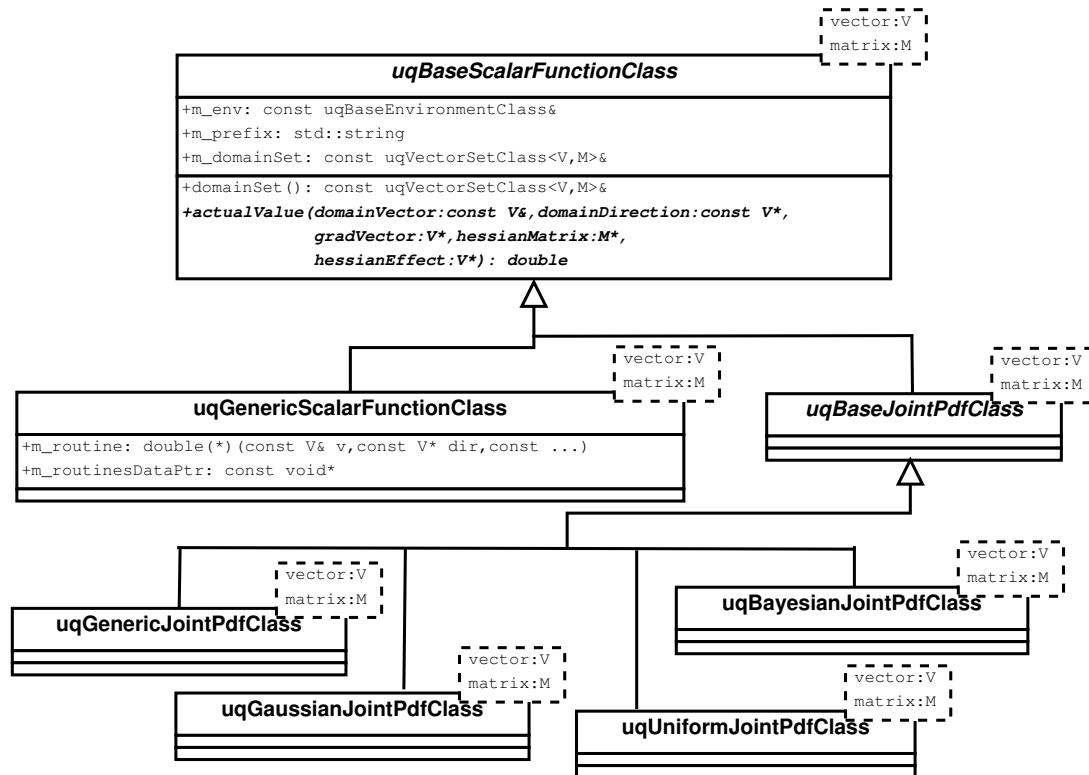 vector:V
matrix:M
uqBaseScalarFunctionClass
+m_env: const uqBaseEnvironmentClass&
+m_prefix: std::string
+m_domainSet: const uqVectorSetClass<V,M>&
+domainSet(): const uqVectorSetClass<V,M>&
+actualValue(domainVector:const V&,domainDirection:const V*,
gradVector:V*,hessianMatrix:M*,
hessianEffect:V*): double
vector:V
matrix:M
uqGenericScalarFunctionClass
+m_routine: double(*)(const V& v,const V* dir,const ...)
+m_routinesDataPtr: const void*
vector:V
matrix:M
uqBaseJointPdfClass
vector:V
matrix:M
uqGenericJointPdfClass
vector:V
matrix:M
uqBayesianJointPdfClass
vector:V
matrix:M
uqGaussianJointPdfClass
vector:V
matrix:M
uqUniformJointPdfClass